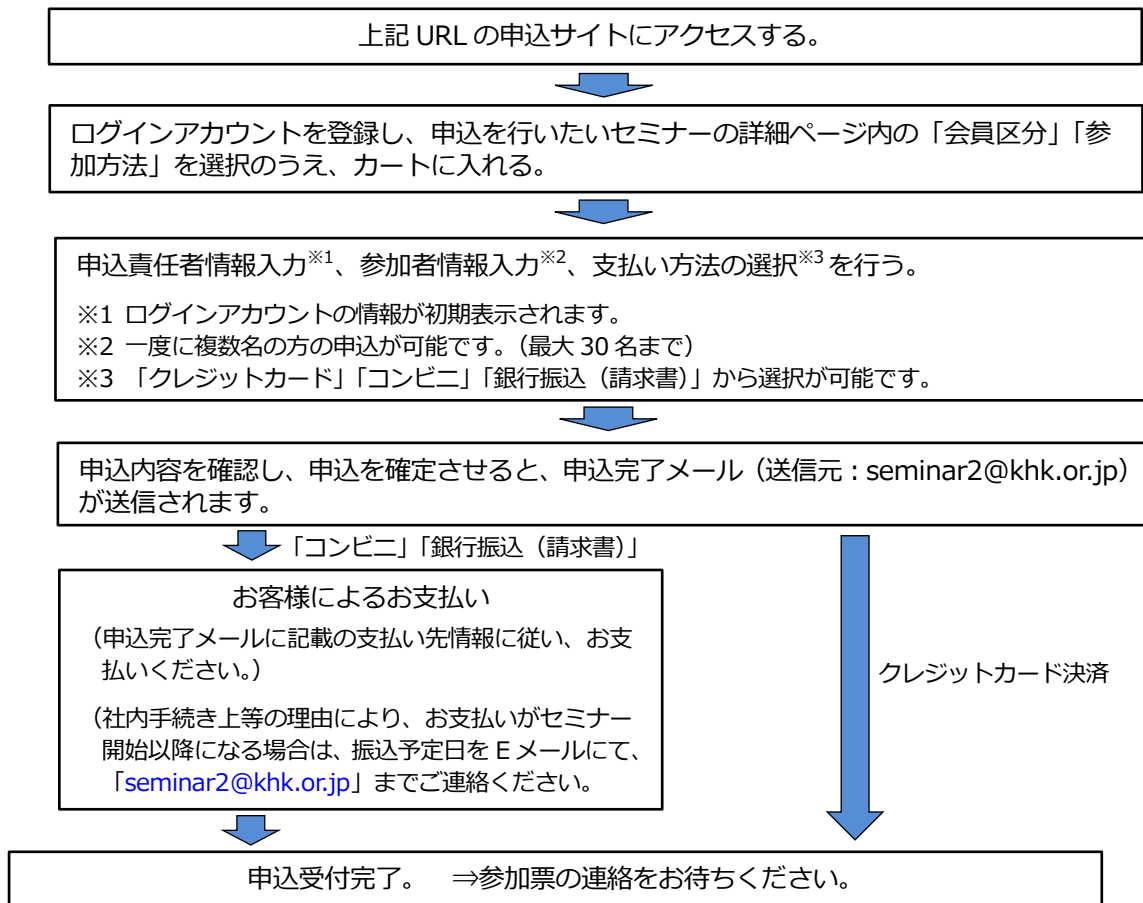 上記 URL の申込サイトにアクセスする。
ログインアカウントを登録し、申込を行いたいセミナーの詳細ページ内の「会員区分」「参
加方法」を選択のうえ、カートに入れる。
申込責任者情報入力※1、参加者情報入力※2、支払い方法の選択※3 を行う。
※1 ログインアカウントの情報が初期表示されます。
※2 一度に複数名の方の申込が可能です。（最大 30 名まで）
※3 「クレジットカード」「コンビニ」「銀行振込（請求書）」から選択が可能です。
申込内容を確認し、申込を確定させると、申込完了メール（送信元：seminar2@khk.or.jp）
が送信されます。
「コンビニ」「銀行振込（請求書）」
お客様によるお支払い
（申込完了メールに記載の支払い先情報に従い、お支
払いください。）
（社内手続き上等の理由により、お支払いがセミナー
開始以降になる場合は、振込予定日を E メールにて、
「seminar2@khk.or.jp」までご連絡ください。
クレジットカード決済
申込受付完了。 ⇒参加票の連絡をお待ちください。